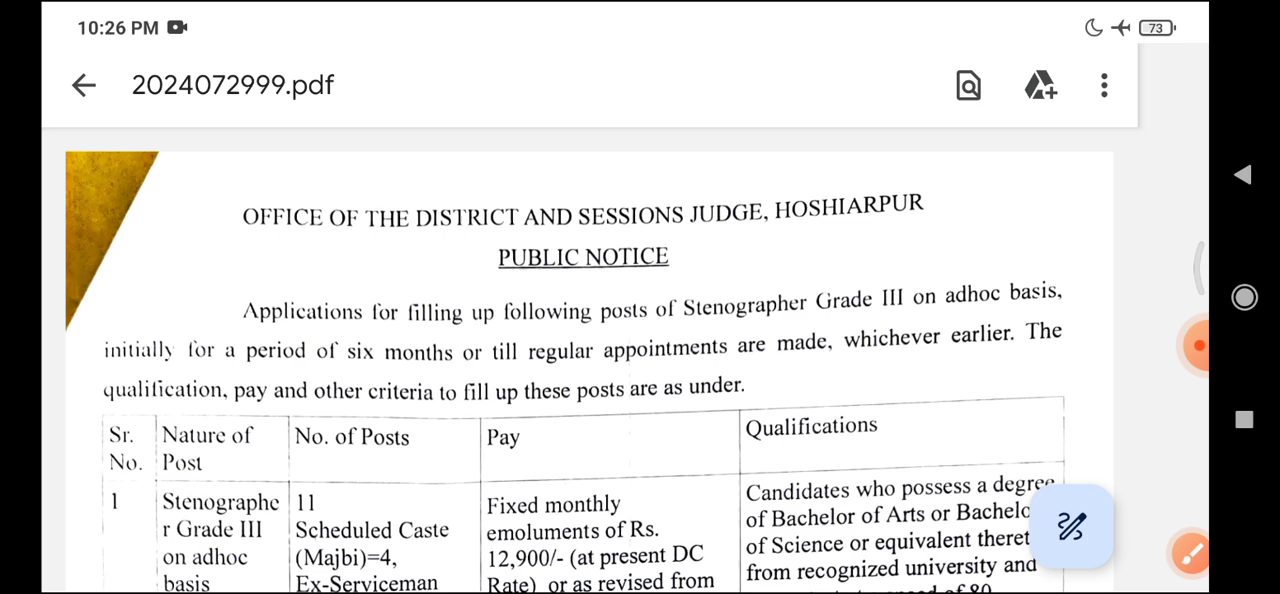 10:26 PM
73
2024072999.pdf
OFFICE OF THE DISTRICT AND SESSIONS JUDGE, HOSHIARPUR
PUBLIC NOTICE
Applications for filling up following posts of Stenographer Grade III on adhoc basis,
initially for a period of six months or till regular appointments are made, whichever earlier. The
qualification, pay and other criteria to fill up these posts are as under.
Sr. No.
Nature of Post
No. of Posts
Pay
Qualifications
1
Stenographe
r Grade III
on adhoc
basis
11
Scheduled Caste
(Majbi)=4,
Ex-Serviceman
Fixed monthly
emoluments of Rs.
12,900/- (at present DC
Rate) or as revised from
Candidates who possess a degree
of Bachelor of Arts or Bachelo
of Science or equivalent theret
from recognized university and
of 80